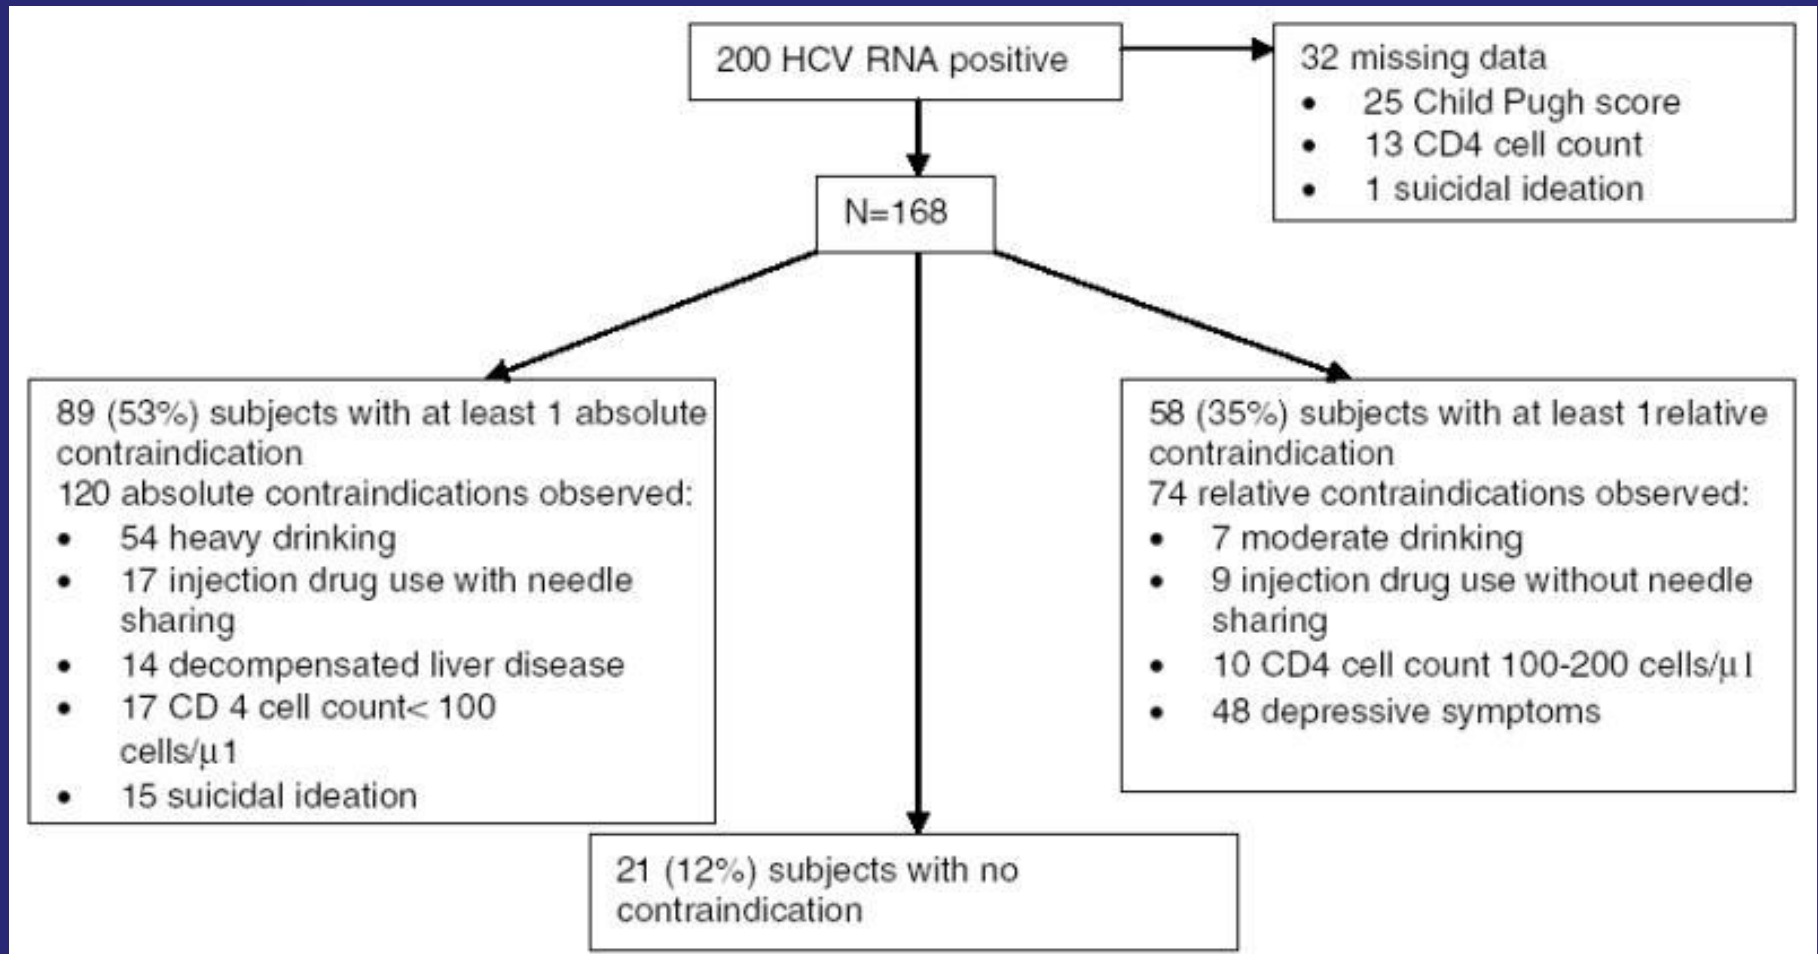 200 HCV RNA positive
32 missing data
• 25 Child Pugh score
• 13 CD4 cell count
• 1 suicidal ideation
N=168
89 (53%) subjects with at least 1 absolute
contraindication
120 absolute contraindications observed:
• 54 heavy drinking
• 17 injection drug use with needle
sharing
• 14 decompensated liver disease
• 17 CD 4 cell count< 100
cells/µ1
• 15 suicidal ideation
58 (35%) subjects with at least 1relative
contraindication
74 relative contraindications observed:
• 7 moderate drinking
• 9 injection drug use without needle
sharing
• 10 CD4 cell count 100-200 cells/µl
• 48 depressive symptoms
21 (12%) subjects with no
contraindication